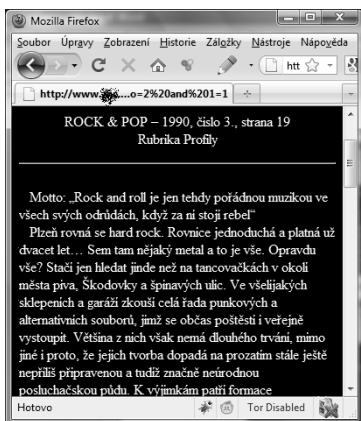 Mozilla Firefox
Soubor Úpravy Zobrazení Historie Záložky Nástroje Nápověda
htt
http://www. ....o=2%20and%201=1
ROCK & POP – 1990, číslo 3., strana 19
Rubrika Profily
Motto: „Rock and roll je jen tehdy pořádnou muzikou ve
všech svých odrůdách, když za ni stojí rebel“
Plzeň rovná se hard rock. Rovnice jednoduchá a platná už
dvacet let… Sem tam nějaký metal a to je vše. Opravdu
vše? Stačí jen hledat jinde než na tancovačkách v okolí
města piva, Škodovky a špinavých ulic. Ve všelijakých
sklepeních a garáží zkouší celá řada punkových a
alternativních souborů, jimž se občas poštěstí i veřejně
vystoupit. Většina z nich však nemá dlouhého trvání, mimo
jiné i proto, že jejich tvorba dopadá na prozatím stále ještě
nepříliš připravenou a tudíž značně neúrodnou
posluchačskou půdu. K výjimkám patří formace
Hotovo
Tor Disabled